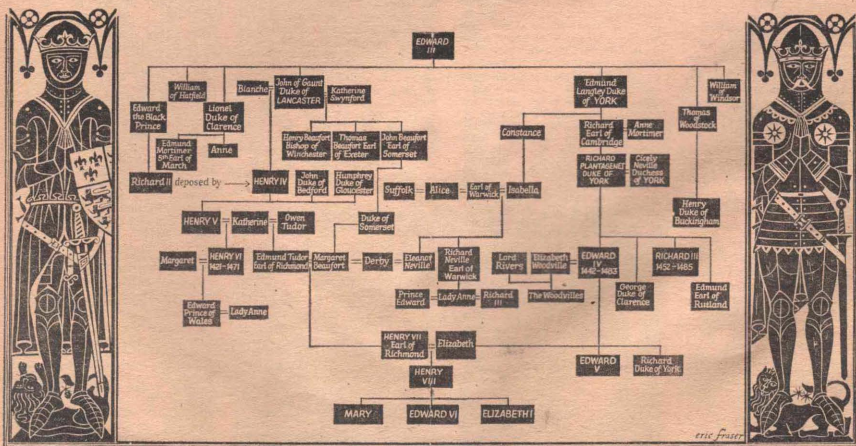 EDWARD
III
William
of Hatfield
Blanche
John of Gaunt
Duke of
LANCASTER
Katherine
Swynford
Edmund
Langley Duke
of YORK
William
of
Windsor
Edward
the Black
Prince
Lionel
Duke of
Clarence
Thomas
of
Woodstock
Constance
Richard
Earl of
Cambridge
Anne
Mortimer
Henry Beaufort
Bishop of
Winchester
Thomas
Beaufort Earl
of Exeter
John Beaufort
Earl of
Somerset
Edmund
Mortimer
5th Earl of
March
Anne
RICHARD
PLANTAGENET
DUKE OF
YORK
Cicely
Neville
Duchess
of YORK
Richard II deposed by
HENRY IV
John
Duke of
Bedford
Humphrey
Duke of
Gloucester
Suffolk
Alice
Earl of
Warwick
Isabella
Henry
Duke of
Buckingham
HENRY V
Katherine
Owen
Tudor
Duke of
Somerset
Margaret
HENRY VI
1421-1471
Edmund Tudor
Earl of Richmond
Margaret
Beaufort
Derby
Eleanor
Neville
Richard
Neville
Earl of
Warwick
Lord
Rivers
Elizabeth
Woodville
EDWARD
IV
1442-1483
RICHARD III
1452-1485
Prince
Edward
Lady Anne
Richard
III
The Woodvilles
George
Duke of
Clarence
Edmund
Earl of
Rutland
Edward
Prince of
Wales
Lady Anne
HENRY VII
Earl of
Richmond
Elizabeth
EDWARD
V
Richard
Duke of York
HENRY
VIII
MARY
EDWARD VI
ELIZABETH I
eric fraser